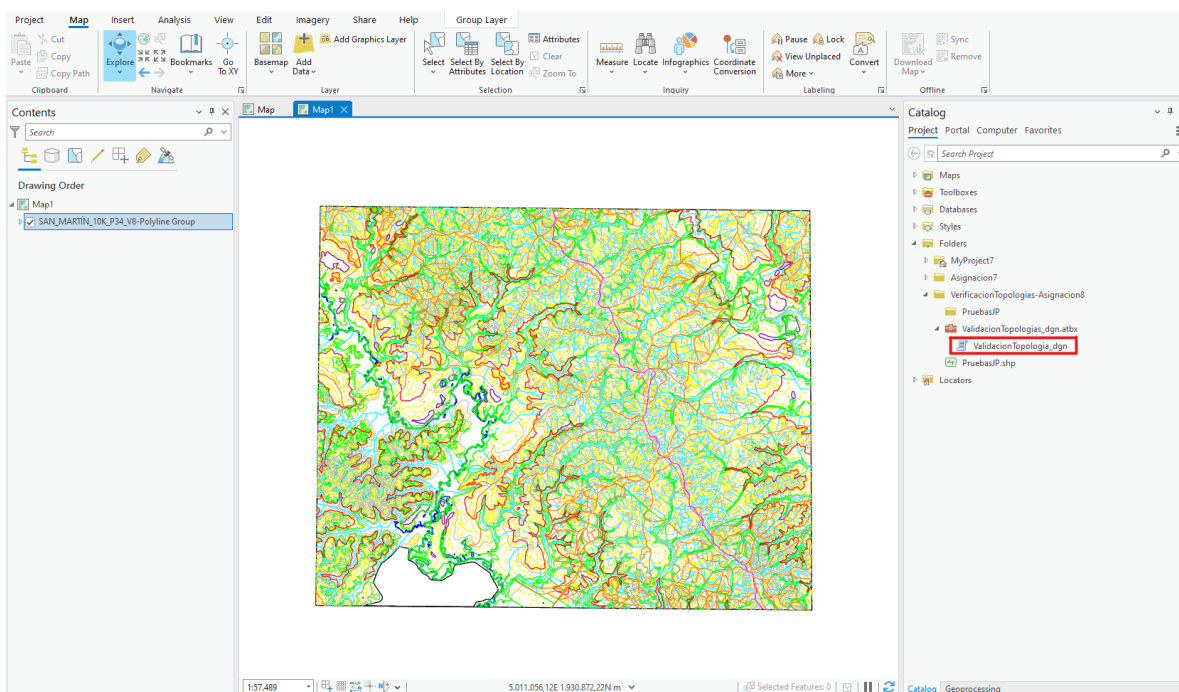 Project Map Insert Analysis View Edit Imagery Share Help Group Layer
Cut
Copy
Copy Path
Paste
Clipboard
Explore
Bookmarks
Go To XY
Navigate
Basemap
Add Data
Add Graphics Layer
Layer
Select
Select By Attributes
Select By Location
Attributes
Clear
Zoom To
Selection
Measure
Locate
Infographics
Coordinate Conversion
Inquiry
Pause
Lock
View Unplaced
More
Convert
Labeling
Download Map
Sync
Remove
Offline
Contents
Search
Drawing Order
Map1
SAN_MARTÍN_10K_P34_V8-Polyline Group
Map
Map1
1:57.489
5.011.056,12E 1.930.872,22N m
Selected Features: 0
Catalog
Project Portal Computer Favorites
Search Project
Maps
Toolboxes
Databases
Styles
Folders
MyProject7
Asignacion7
VerificacionTopologias-Asignacion8
PruebasJP
ValidacionTopologias_dgn.atbx
ValidacionTopologia_dgn
PruebasJP.shp
Locators
Catalog Geoprocessing